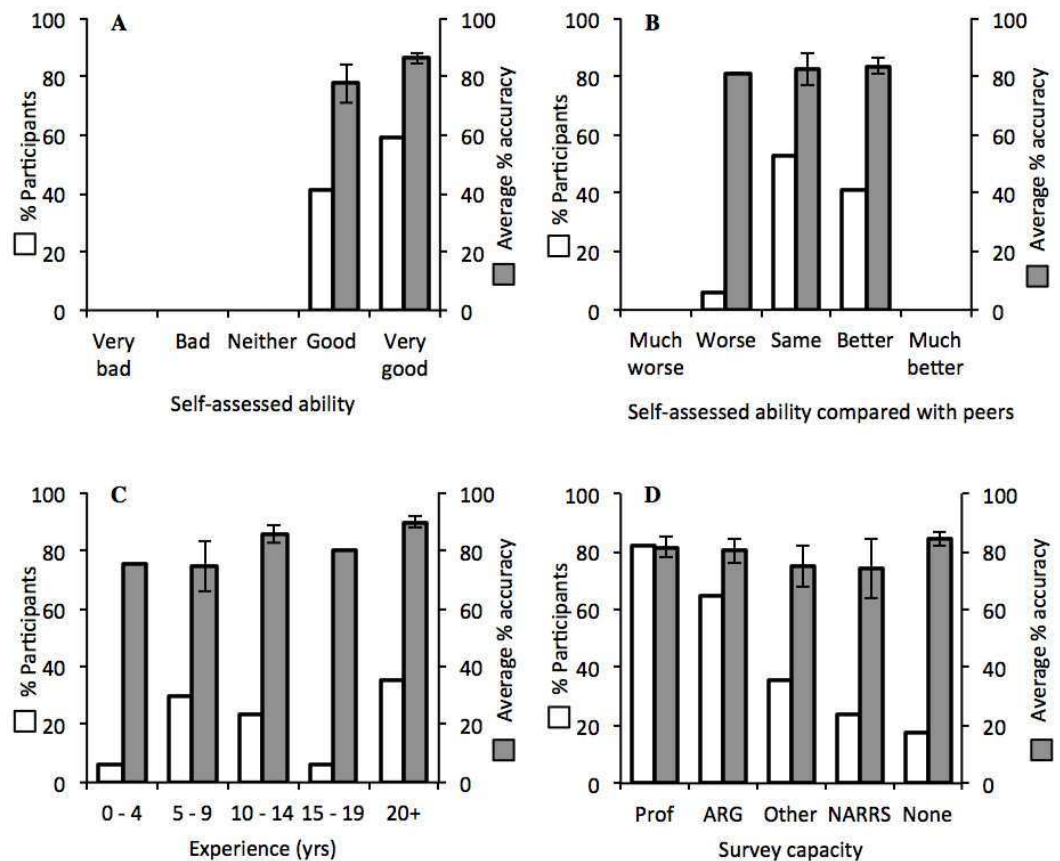 A
100
80
60
40
20
0
% Participants
100
80
60
40
20
0
Average % accuracy
Very bad
Bad
Neither
Good
Very good
Self-assessed ability
B
100
80
60
40
20
0
% Participants
100
80
60
40
20
0
Average % accuracy
Much worse
Worse
Same
Better
Much better
Self-assessed ability compared with peers
C
100
80
60
40
20
0
% Participants
100
80
60
40
20
0
Average % accuracy
0 - 4
5 - 9
10 - 14
15 - 19
20+
Experience (yrs)
D
100
80
60
40
20
0
% Participants
100
80
60
40
20
0
Average % accuracy
Prof
ARG
Other
NARRS
None
Survey capacity